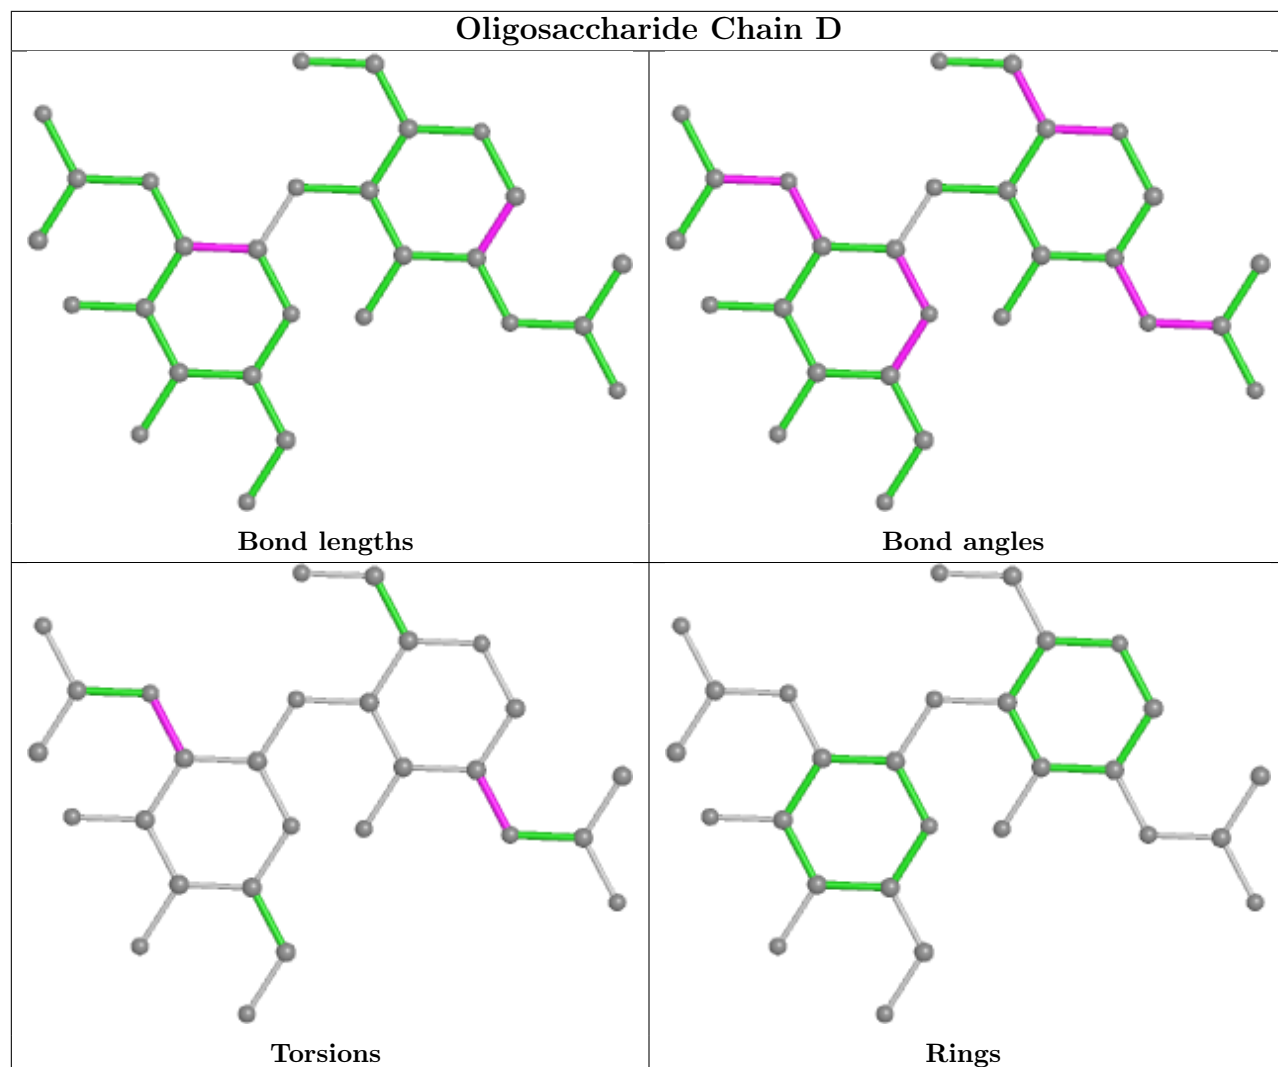 Oligosaccharide Chain D
Bond lengths
Bond angles
Torsions
Rings